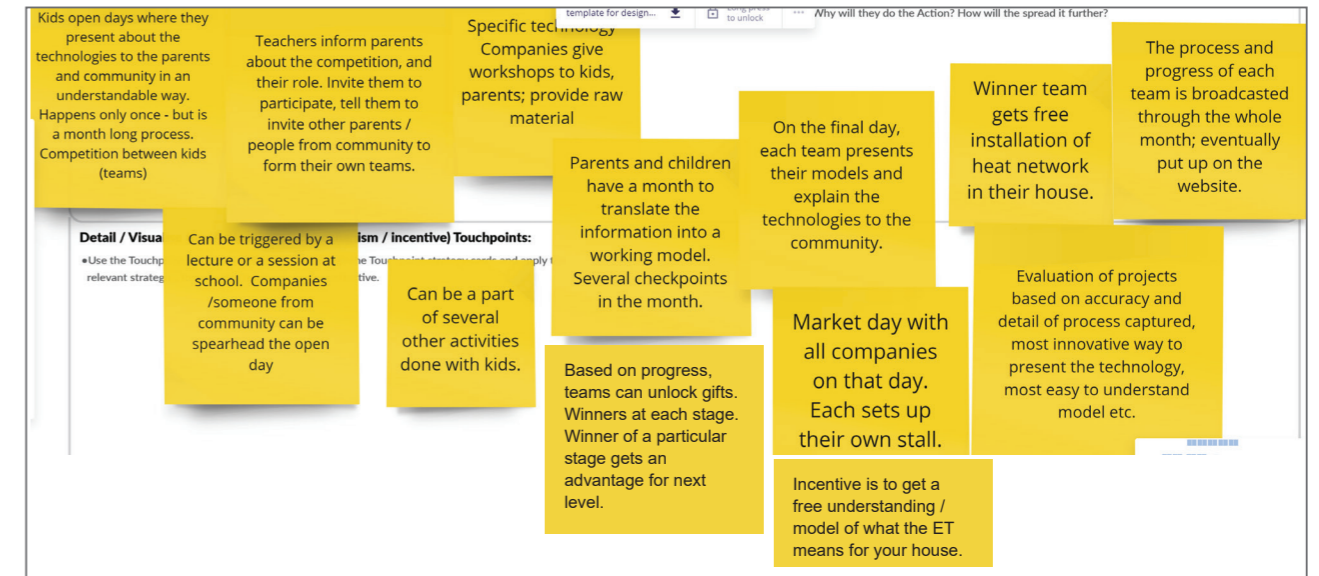 Kids open days where they
present about the
technologies to the parents
and community in an
understandable way.
Happens only once - but is
a month long process.
Competition between kids
(teams)
Teachers inform parents
about the competition, and
their role. Invite them to
participate, tell them to
invite other parents /
people from community to
form their own teams.
Specific technology
Companies give
workshops to kids,
parents; provide raw
material
template for design...
to unlock
Why will they do the Action? How will the spread it further?
Parents and children
have a month to
translate the
information into a
working model.
Several checkpoints
in the month.
On the final day,
each team presents
their models and
explain the
technologies to the
community.
Winner team
gets free
installation of
heat network
in their house.
The process and
progress of each
team is broadcasted
through the whole
month; eventually
put up on the
website.
Detail / Visua
ism / incentive) Touchpoints:
•Use the Touchp
relevant strateg
tive.
Can be triggered by a
lecture or a session at
school. Companies
/someone from
community can be
spearhead the open
day
Can be a part
of several
other activities
done with kids.
Based on progress,
teams can unlock gifts.
Winners at each stage.
Winner of a particular
stage gets an
advantage for next
level.
Market day with
all companies
on that day.
Each sets up
their own stall.
Evaluation of projects
based on accuracy and
detail of process captured,
most innovative way to
present the technology,
most easy to understand
model etc.
Incentive is to get a
free understanding /
model of what the ET
means for your house.